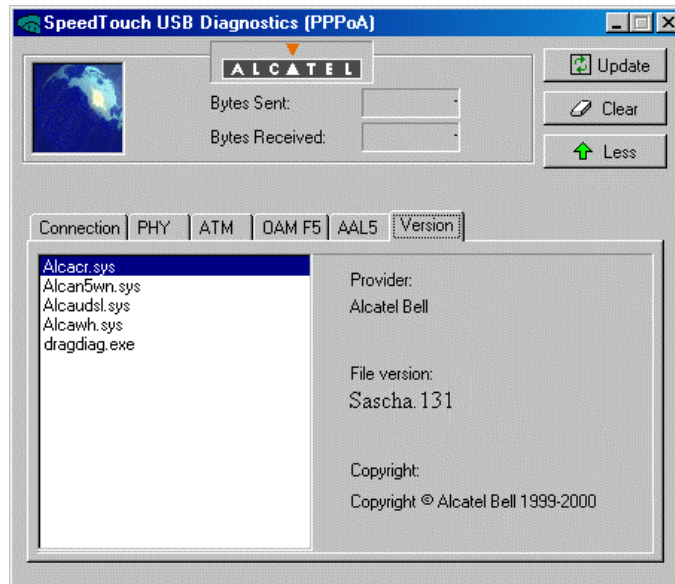 SpeedTouch USB Diagnostics (PPPoA)
ALCATEL
Update
Bytes Sent: -
Clear
Bytes Received: -
Less
Connection PHY ATM OAM F5 AAL5 Version
Alcacr.sys
Alcan5wn.sys
Alcaudsl.sys
Alcawh.sys
dragdiag.exe
Provider:
Alcatel Bell
File version:
Sascha.131
Copyright:
Copyright © Alcatel Bell 1999-2000